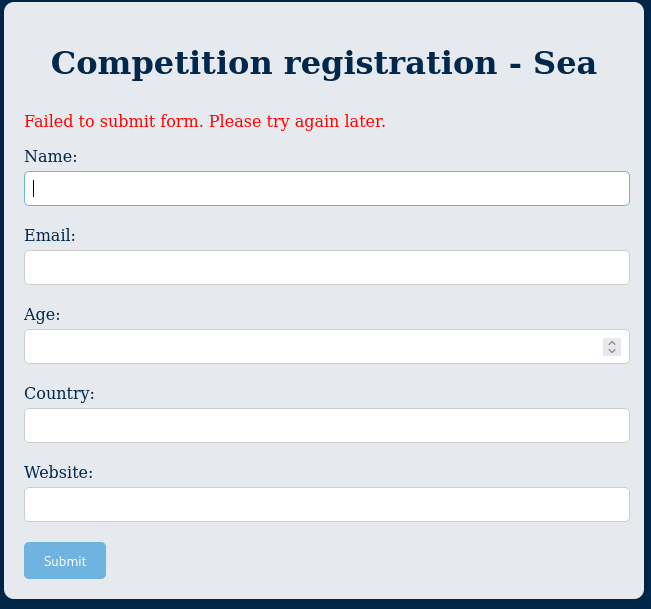 Competition registration - Sea
Failed to submit form. Please try again later.
Name:
Email:
Age:
Country:
Website:
Submit